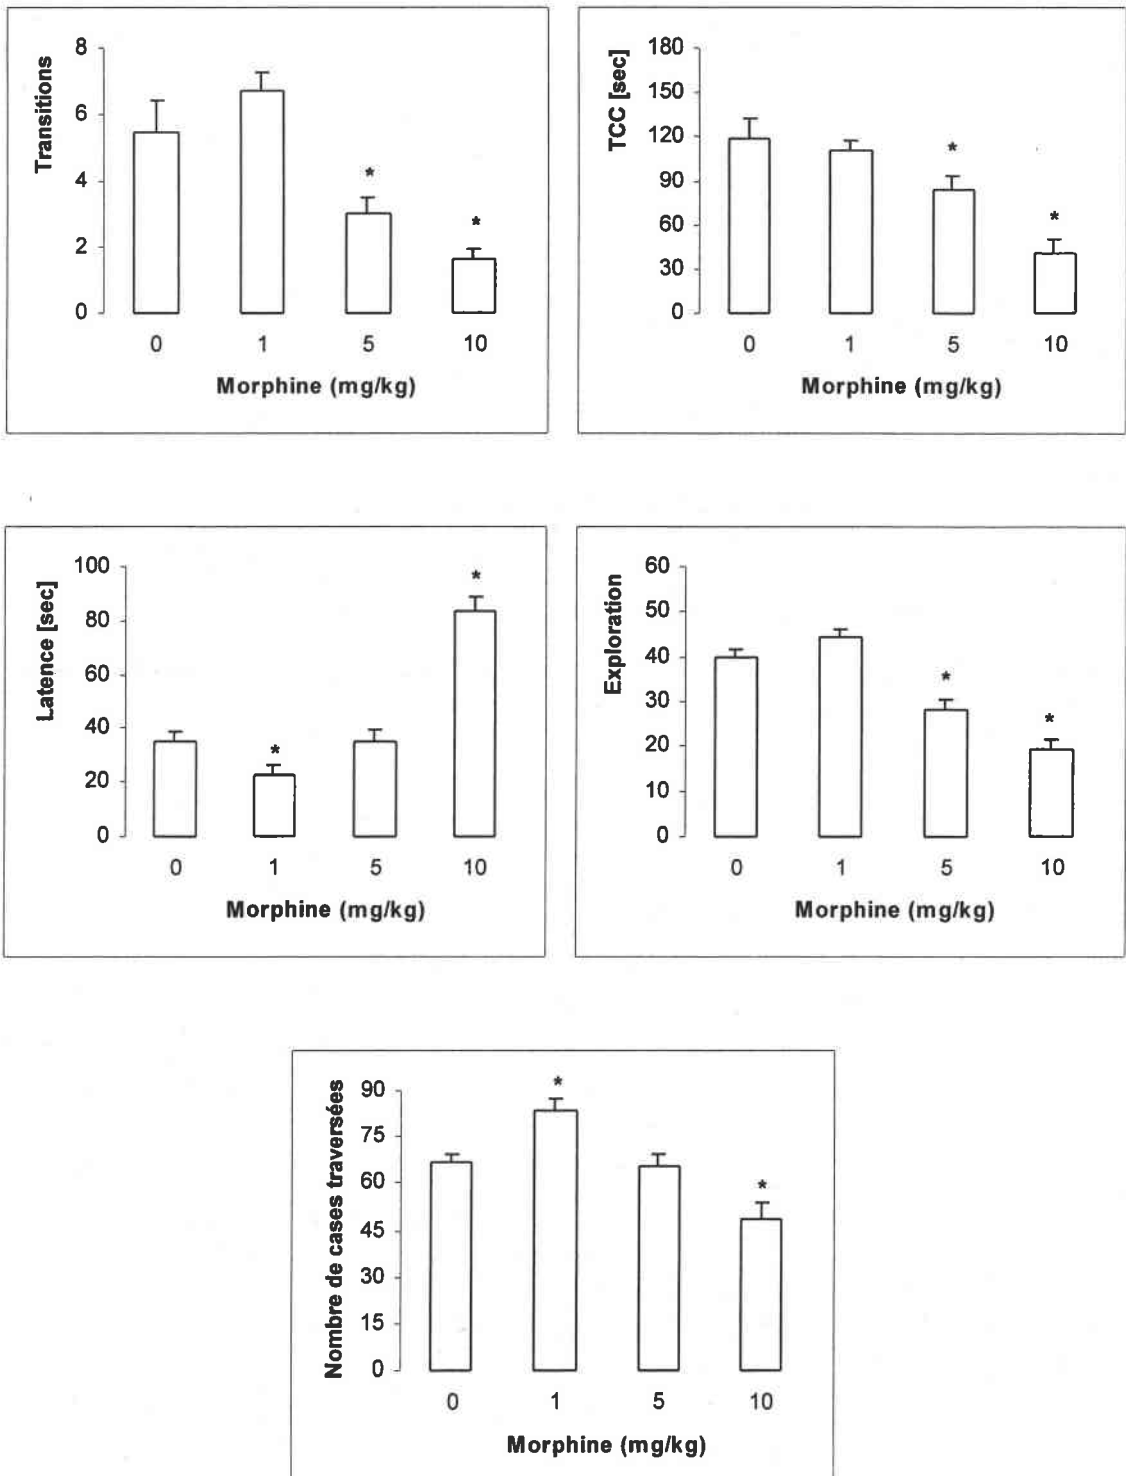 Transitions
8
6
4
2
0
*
*
0 1 5 10
Morphine (mg/kg)
TCC [sec]
180
150
120
90
60
30
0
*
*
0 1 5 10
Morphine (mg/kg)
Latence [sec]
100
80
60
40
20
0
*
*
0 1 5 10
Morphine (mg/kg)
Exploration
60
50
40
30
20
10
0
*
*
0 1 5 10
Morphine (mg/kg)
Nombre de cases traversées
90
75
60
45
30
15
0
*
*
0 1 5 10
Morphine (mg/kg)